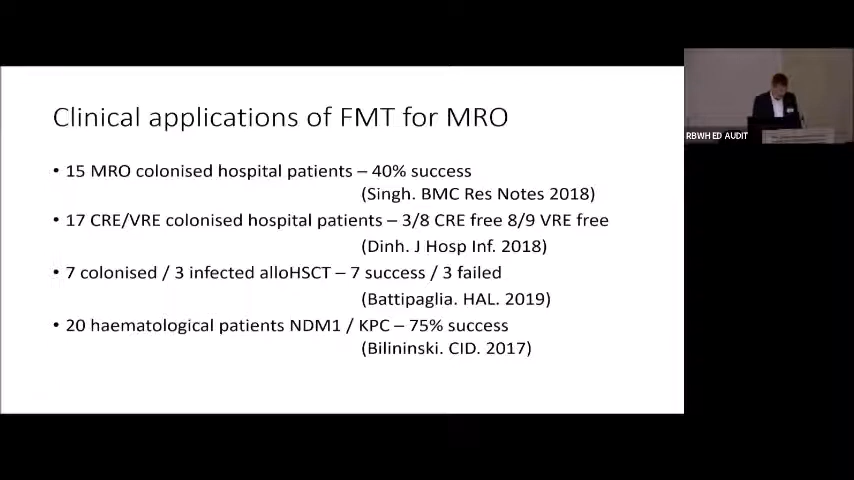 Clinical applications of FMT for MRO
• 15 MRO colonised hospital patients – 40% success
(Singh. BMC Res Notes 2018)
• 17 CRE/VRE colonised hospital patients – 3/8 CRE free 8/9 VRE free
(Dinh. J Hosp Inf. 2018)
• 7 colonised / 3 infected alloHSCT – 7 success / 3 failed
(Battipaglia. HAL. 2019)
• 20 haematological patients NDM1 / KPC – 75% success
(Bilininski. CID. 2017)
RBWH ED AUDIT